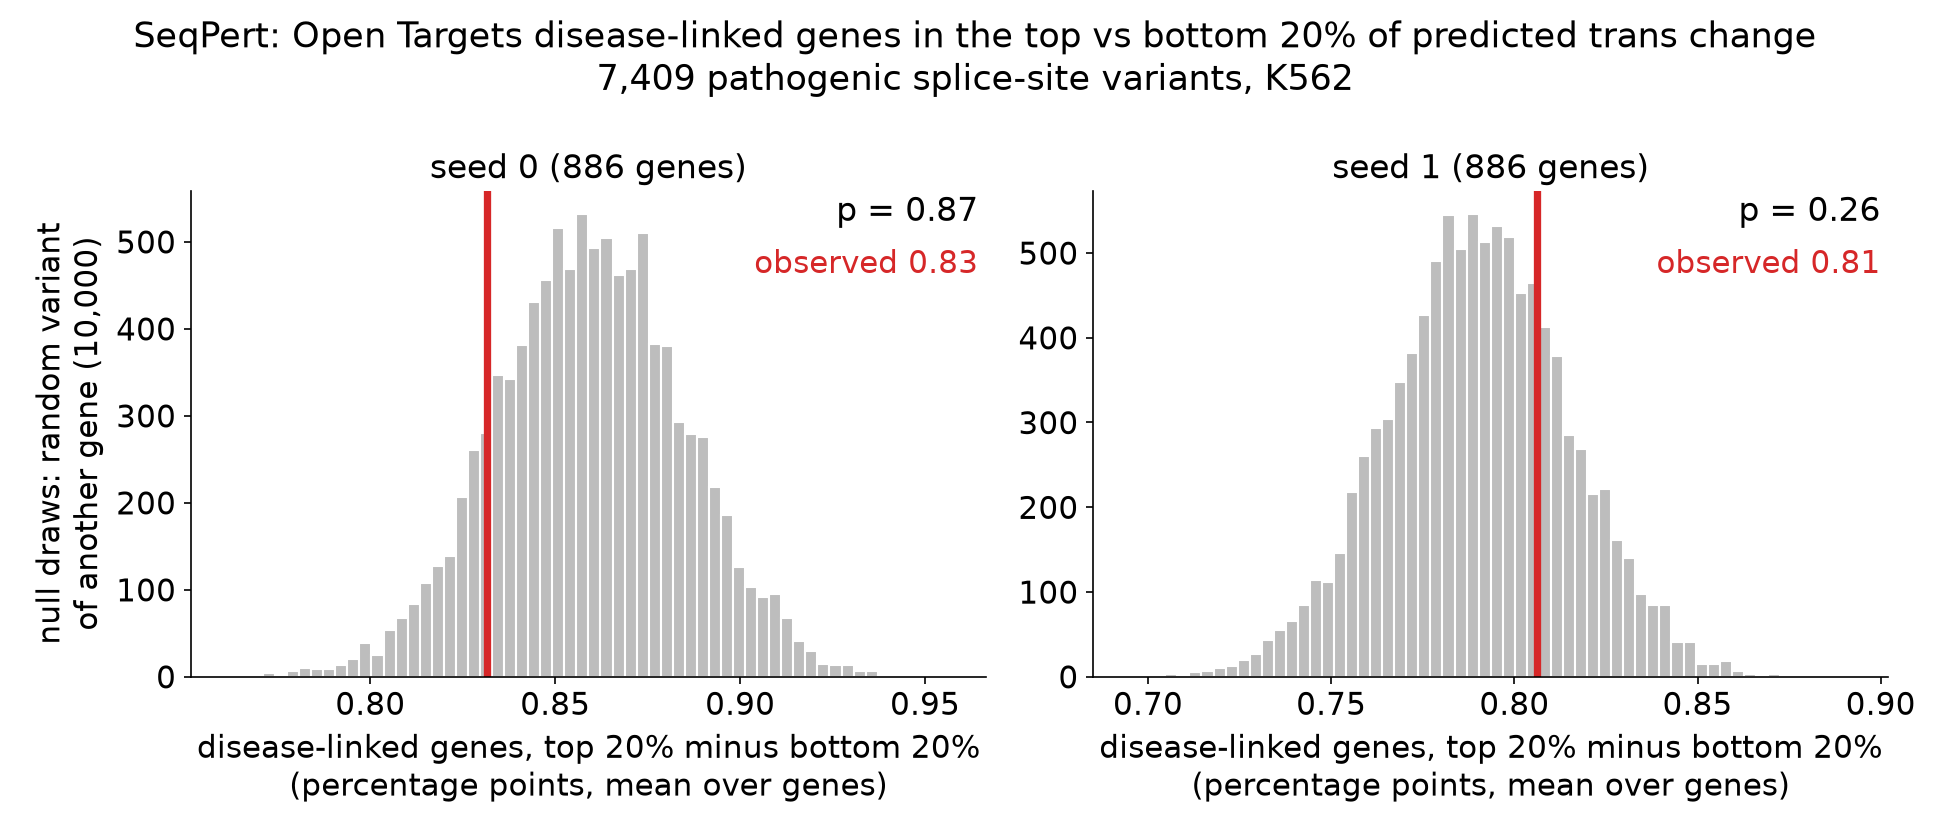 SeqPert: Open Targets disease-linked genes in the top vs bottom 20% of predicted trans change
7,409 pathogenic splice-site variants, K562
seed 0 (886 genes)
p = 0.87
observed 0.83
null draws: random variant
of another gene (10,000)
500
400
300
200
100
0
0.80 0.85 0.90 0.95
disease-linked genes, top 20% minus bottom 20%
(percentage points, mean over genes)
seed 1 (886 genes)
p = 0.26
observed 0.81
500
400
300
200
100
0
0.70 0.75 0.80 0.85 0.90
disease-linked genes, top 20% minus bottom 20%
(percentage points, mean over genes)